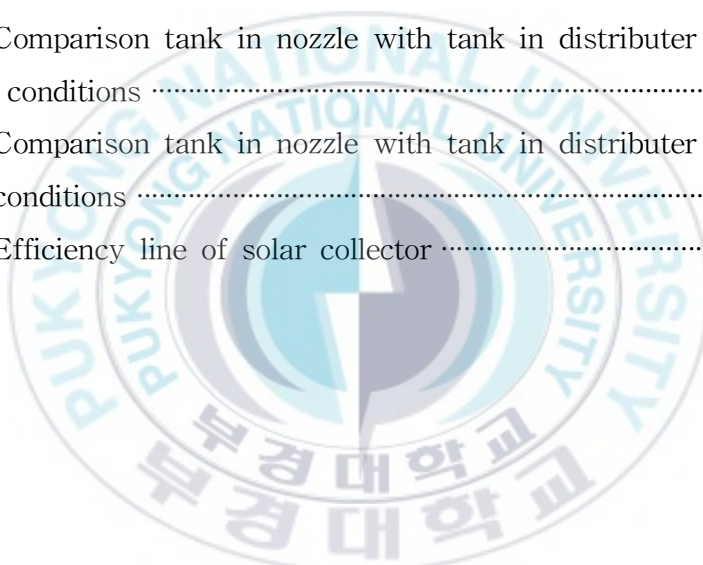 Comparison tank in nozzle with tank in distributer
conditions ························································
Comparison tank in nozzle with tank in distributer
conditions ··························································
Efficiency line of solar collector ························
PUKYONG NATIONAL UNIVERSITY
PUKYONG NATIONAL UNIVERSITY
부경대학교
부경대학교